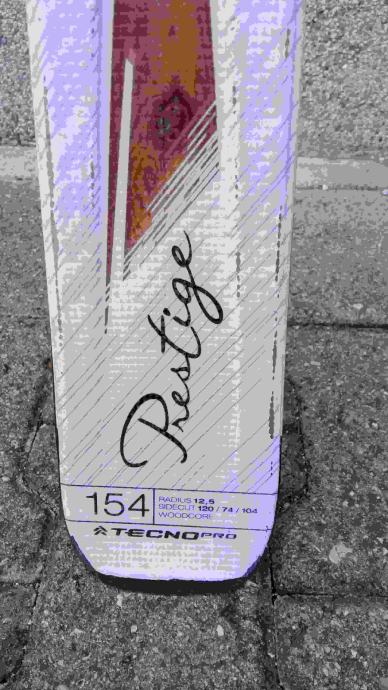 Prestige
154
RADIUS 12,5
SIDECUT 120 / 74 / 104
WOODCORE
TECNOPRO